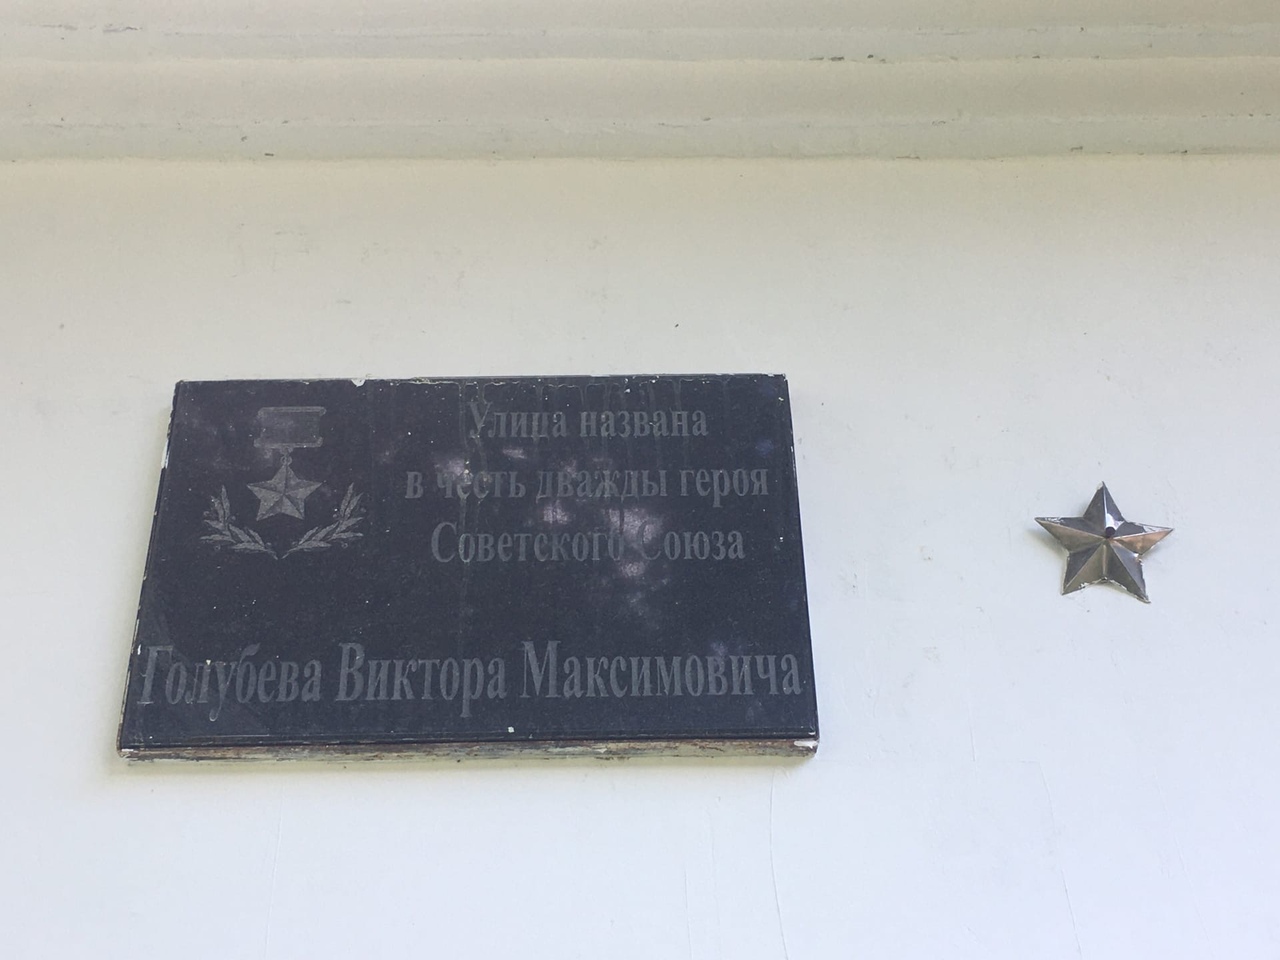 Улица названа
в честь дважды героя
Советского Союза
Голубева Виктора Максимовича